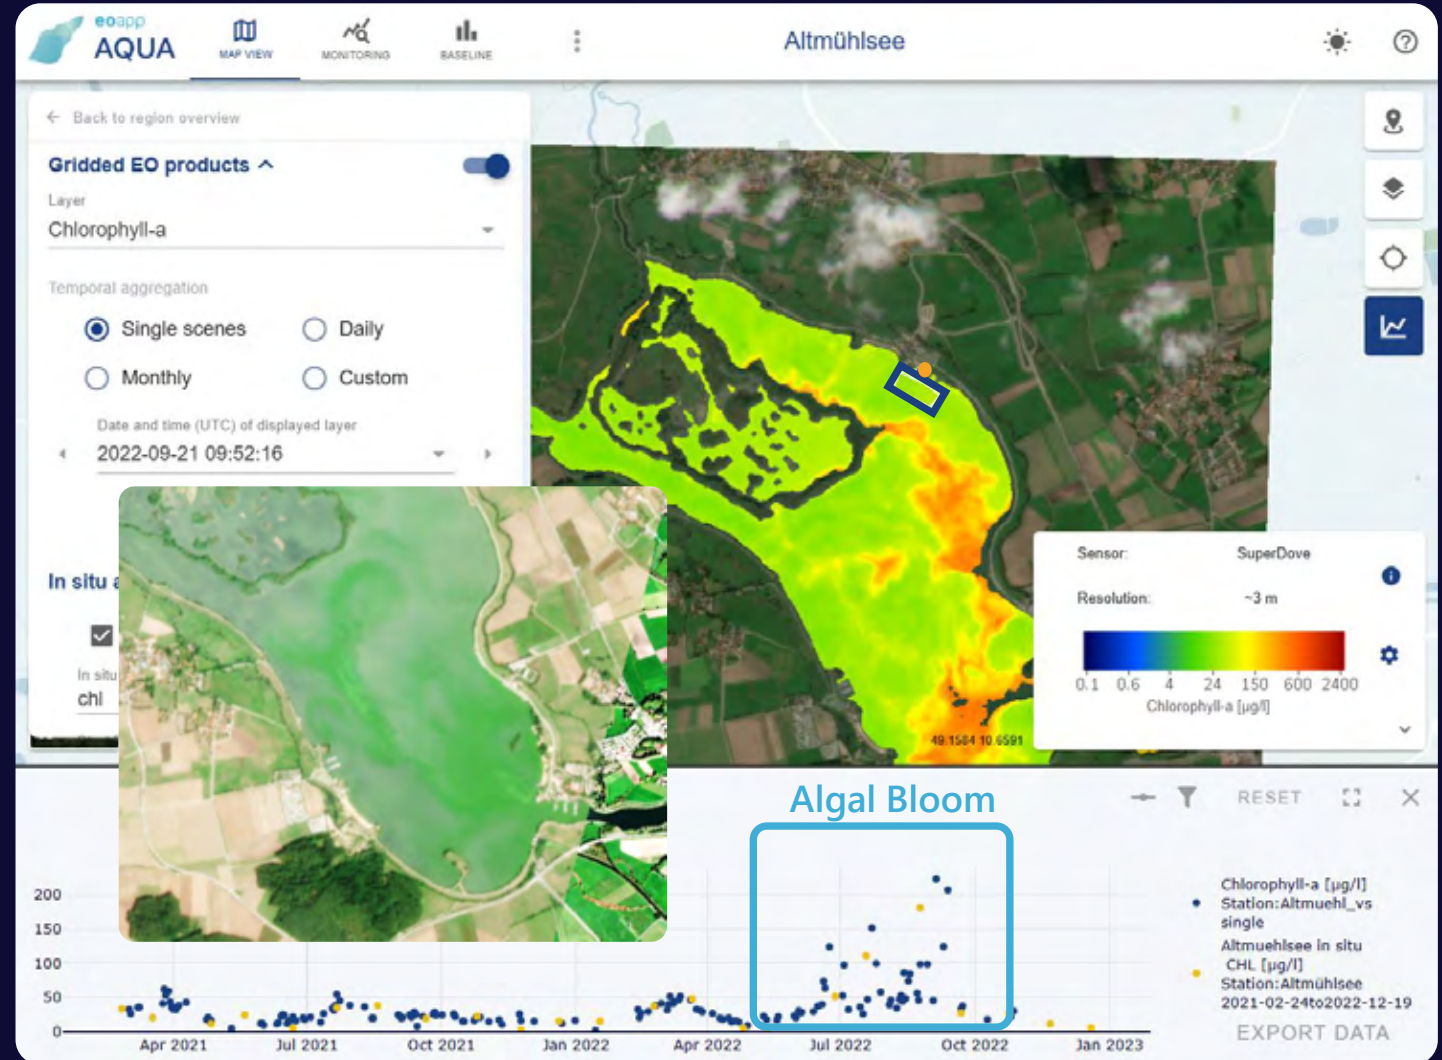 eoapp
AQUA
MAP VIEW
MONITORING
BASELINE
Altmühlsee
Back to region overview
Gridded EO products
Layer
Chlorophyll-a
Temporal aggregation
Single scenes
Daily
Monthly
Custom
Date and time (UTC) of displayed layer
2022-09-21 09:52:16
In situ
In situ
chl
Sensor:
SuperDove
Resolution:
~3 m
0.1 0.6 4 24 150 600 2400
Chlorophyll-a [µg/l]
49.1584 10.6591
Algal Bloom
RESET
200
150
100
50
0
Apr 2021
Jul 2021
Oct 2021
Jan 2022
Apr 2022
Jul 2022
Oct 2022
Jan 2023
Chlorophyll-a [µg/l]
Station:Altmuehl_vs
single
Altmuehlsee in situ
CHL [µg/l]
Station:Altmühlsee
2021-02-24to2022-12-19
EXPORT DATA